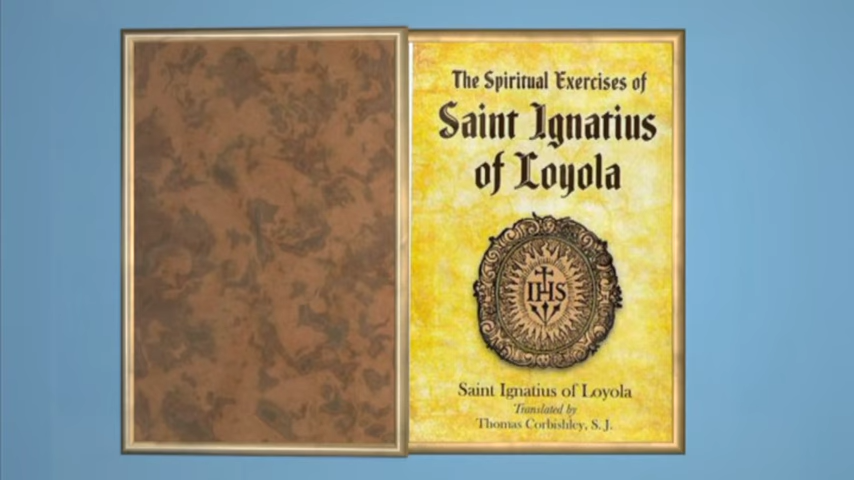 The Spiritual Exercises of
Saint Ignatius
of Loyola
IHS
Saint Ignatius of Loyola
Translated by
Thomas Corbishley, S. J.